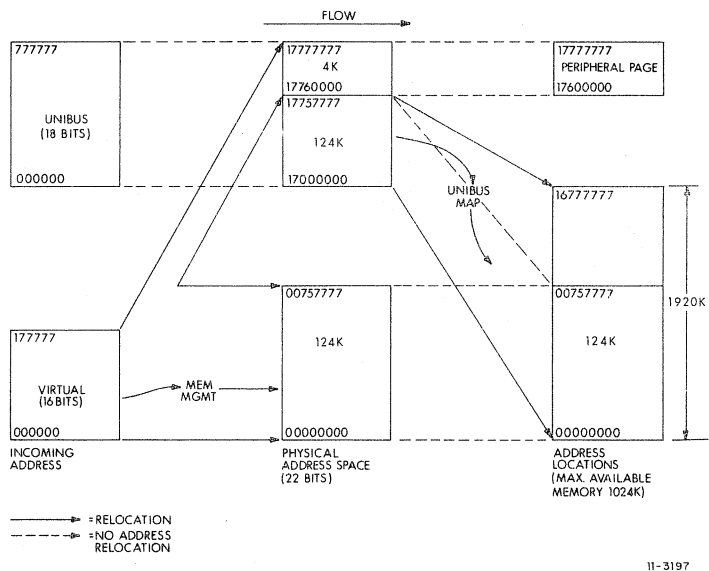 FLOW
777777
UNIBUS
(18 BITS)
000000
17777777
4K
17760000
17757777
124K
17000000
17777777
PERIPHERAL PAGE
17600000
UNIBUS
MAP
16777777
1920K
00757777
124K
00000000
00757777
124K
00000000
177777
VIRTUAL
(16 BITS)
000000
MEM
MGMT
INCOMING
ADDRESS
PHYSICAL
ADDRESS SPACE
(22 BITS)
ADDRESS
LOCATIONS
(MAX. AVAILABLE
MEMORY 1024K)
=RELOCATION
=NO ADDRESS
RELOCATION
11-3197